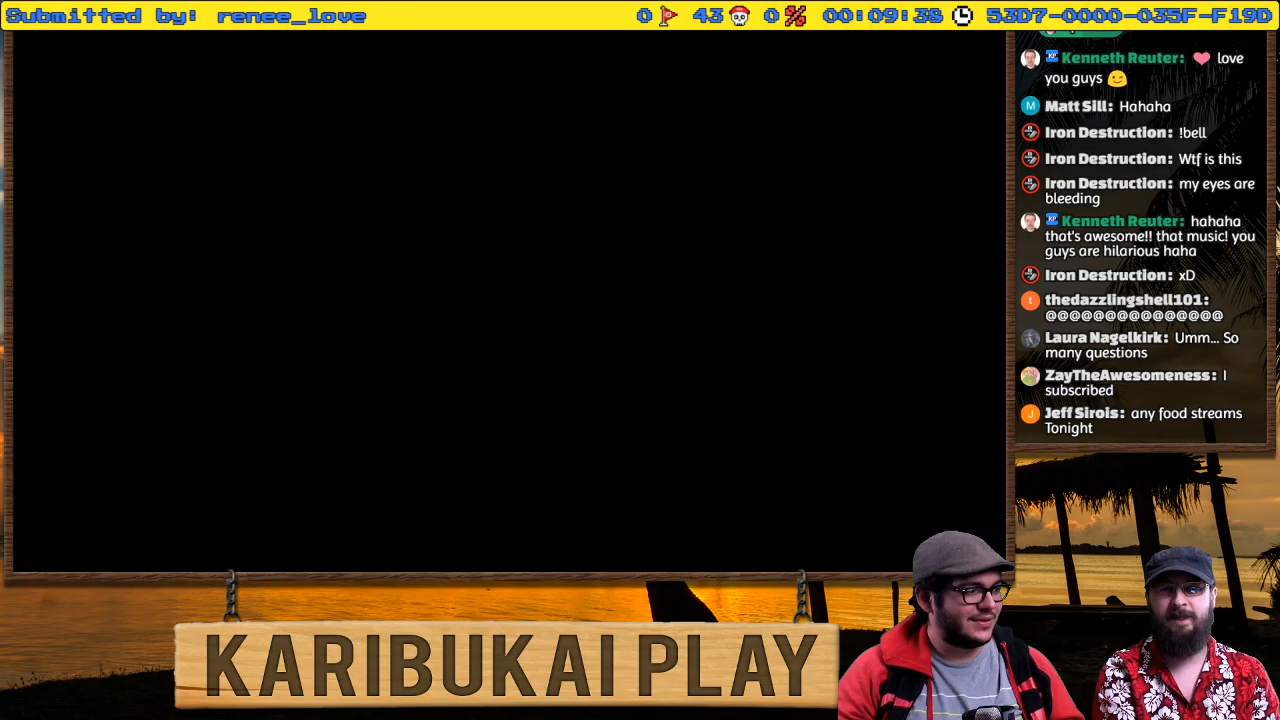 Submitted by: renee_love
0 43 0 00:09:38 53D7-0000-035F-F19D
Kenneth Reuter: love
you guys
Matt Sill: Hahaha
Iron Destruction: !bell
Iron Destruction: Wtf is this
Iron Destruction: my eyes are
bleeding
Kenneth Reuter: hahaha
that's awesome!! that music! you
guys are hilarious haha
Iron Destruction: xD
thedazzlingshell101:
@@@@@@@@@@@@@@@
Laura Nagelkirk: Umm... So
many questions
ZayTheAwesomeness: I
subscribed
Jeff Sirois: any food streams
Tonight
KARIBUKAI PLAY